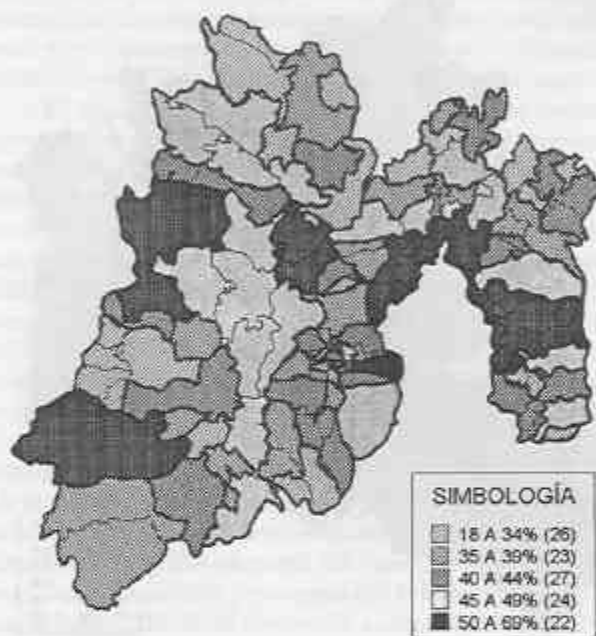 SIMBOLOGÍA
18 A 34% (26)
35 A 39% (23)
40 A 44% (27)
45 A 49% (24)
50 A 69% (22)